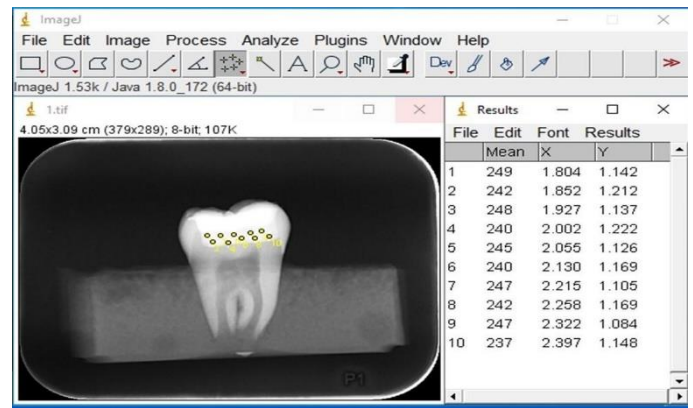 ImageJ
File Edit Image Process Analyze Plugins Window Help
A Dev
ImageJ 1.53k / Java 1.8.0_172 (64-bit)
1.tif
4.05x3.09 cm (379x289); 8-bit; 107K
P1
Results
File Edit Font Results
Mean X Y
1 249 1.804 1.142
2 242 1.852 1.212
3 248 1.927 1.137
4 240 2.002 1.222
5 245 2.055 1.126
6 240 2.130 1.169
7 247 2.215 1.105
8 242 2.258 1.169
9 247 2.322 1.084
10 237 2.397 1.148